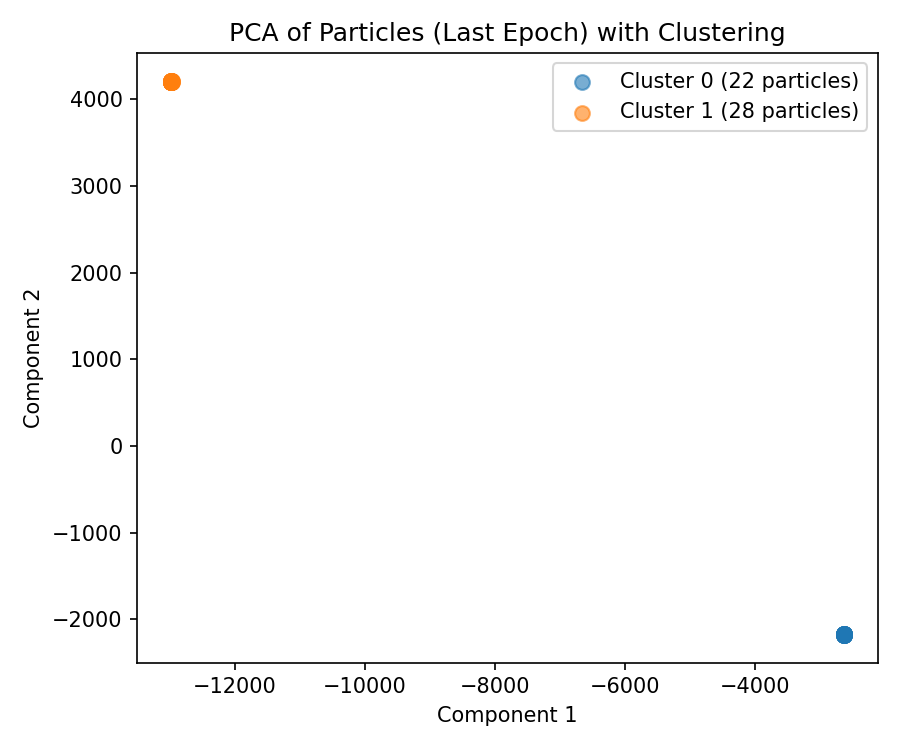 PCA of Particles (Last Epoch) with Clustering
Cluster 0 (22 particles)
Cluster 1 (28 particles)
4000
3000
2000
1000
0
−1000
−2000
Component 2
−12000
−10000
−8000
−6000
−4000
Component 1